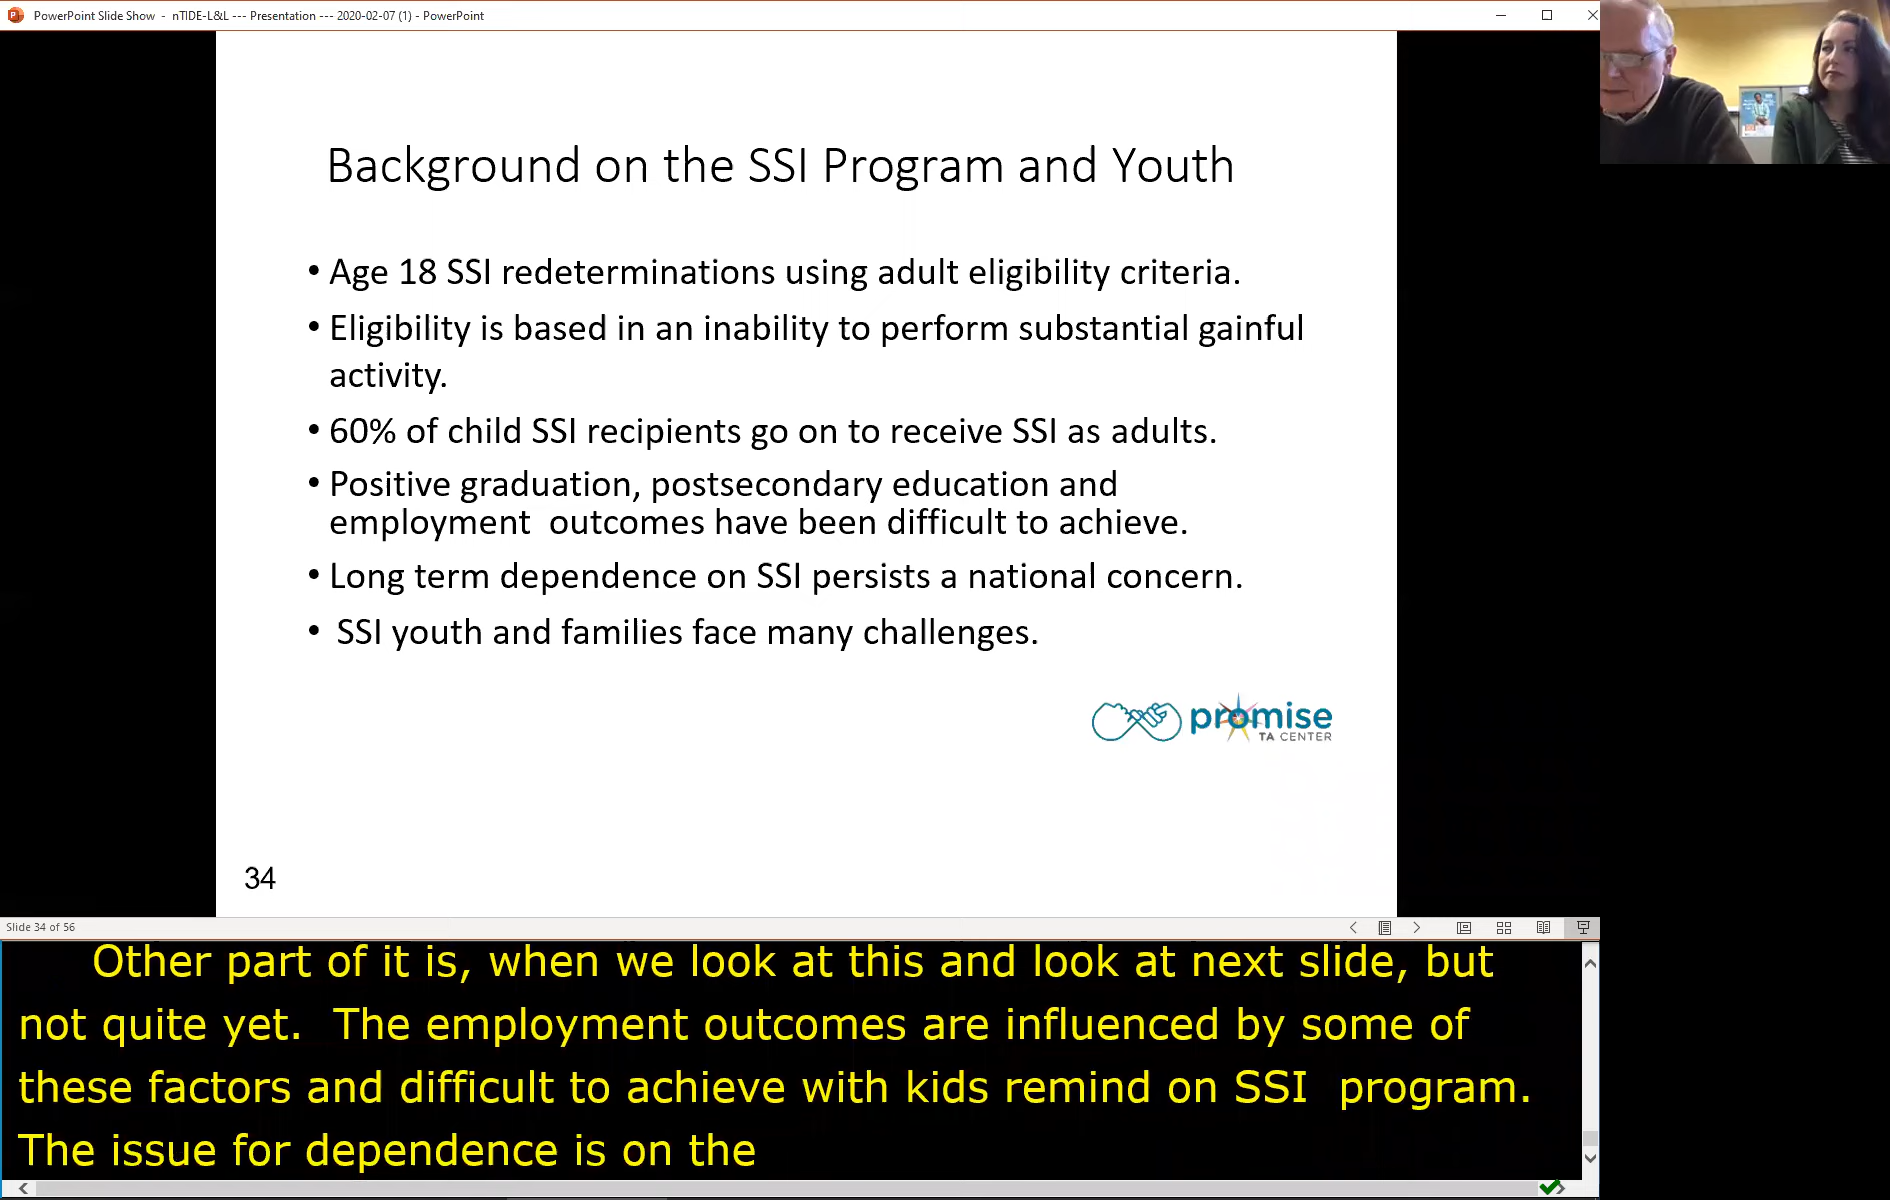 PowerPoint Slide Show - nTIDE-L&L --- Presentation --- 2020-02-07 (1) - PowerPoint
Background on the SSI Program and Youth
• Age 18 SSI redeterminations using adult eligibility criteria.
• Eligibility is based in an inability to perform substantial gainful
activity.
• 60% of child SSI recipients go on to receive SSI as adults.
• Positive graduation, postsecondary education and
employment  outcomes have been difficult to achieve.
• Long term dependence on SSI persists a national concern.
• SSI youth and families face many challenges.
promise
TA CENTER
34
Slide 34 of 56
Other part of it is, when we look at this and look at next slide, but
not quite yet.  The employment outcomes are influenced by some of
these factors and difficult to achieve with kids remind on SSI  program.
The issue for dependence is on the